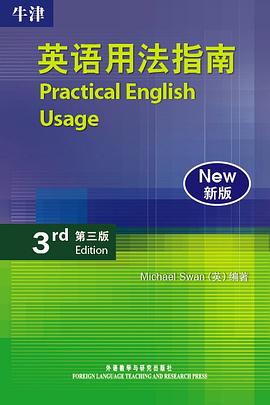 牛津
英语用法指南
Practical English
Usage
New
新版
3rd 第三版
Edition
Michael Swan (英) 编著
外语教学与研究出版社
FOREIGN LANGUAGE TEACHING AND RESEARCH PRESS